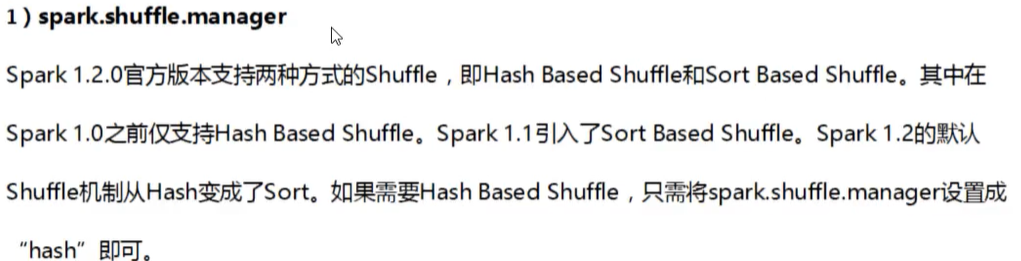 1）spark.shuffle.manager
Spark 1.2.0官方版本支持两种方式的Shuffle，即Hash Based Shuffle和Sort Based Shuffle。其中在
Spark 1.0之前仅支持Hash Based Shuffle。Spark 1.1引入了Sort Based Shuffle。Spark 1.2的默认
Shuffle机制从Hash变成了Sort。如果需要Hash Based Shuffle，只需将spark.shuffle.manager设置成
“hash”即可。